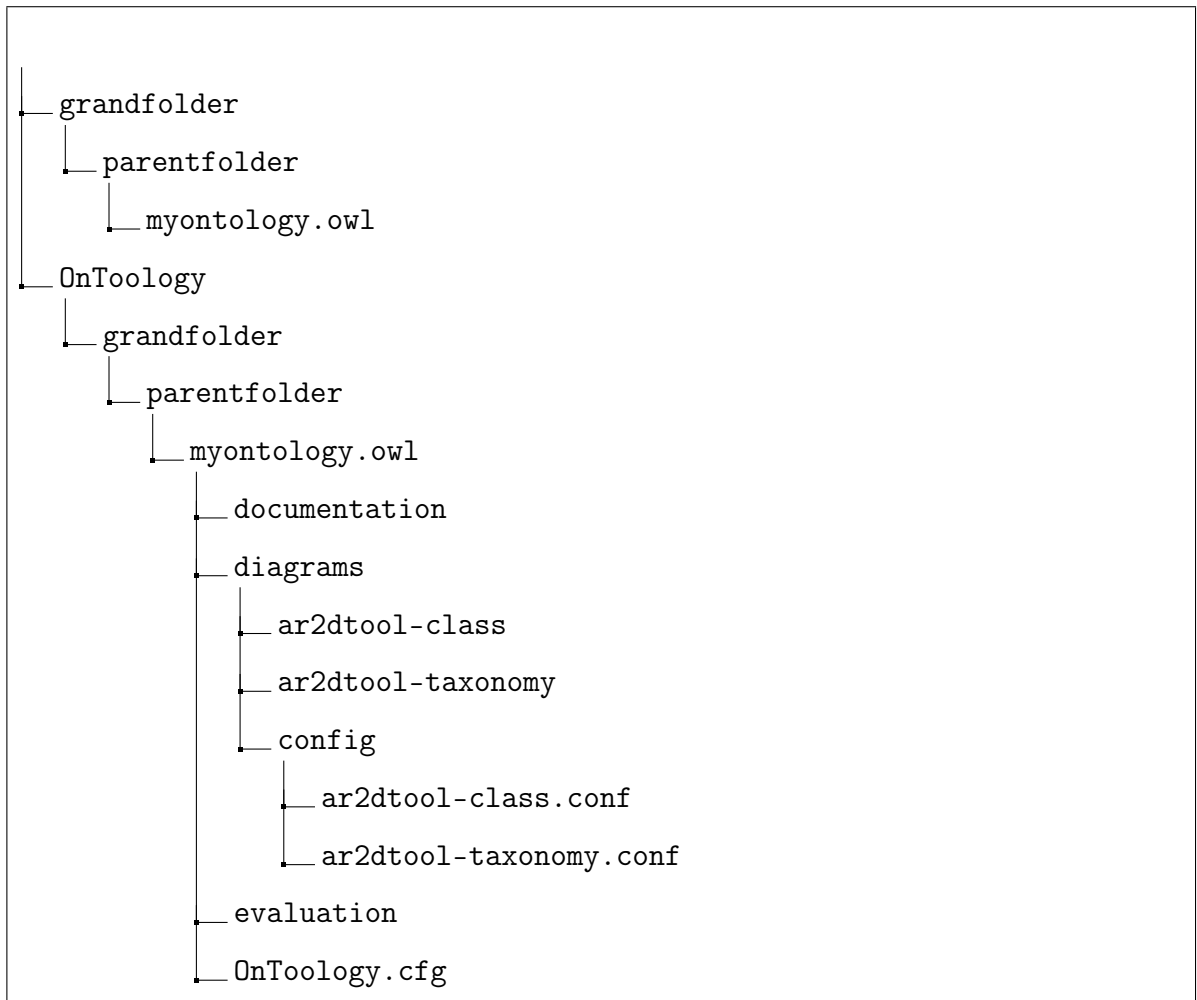 grandfolder
parentfolder
myontology.owl
OnToology
grandfolder
parentfolder
myontology.owl
documentation
diagrams
ar2dtool-class
ar2dtool-taxonomy
config
ar2dtool-class.conf
ar2dtool-taxonomy.conf
evaluation
OnToology.cfg